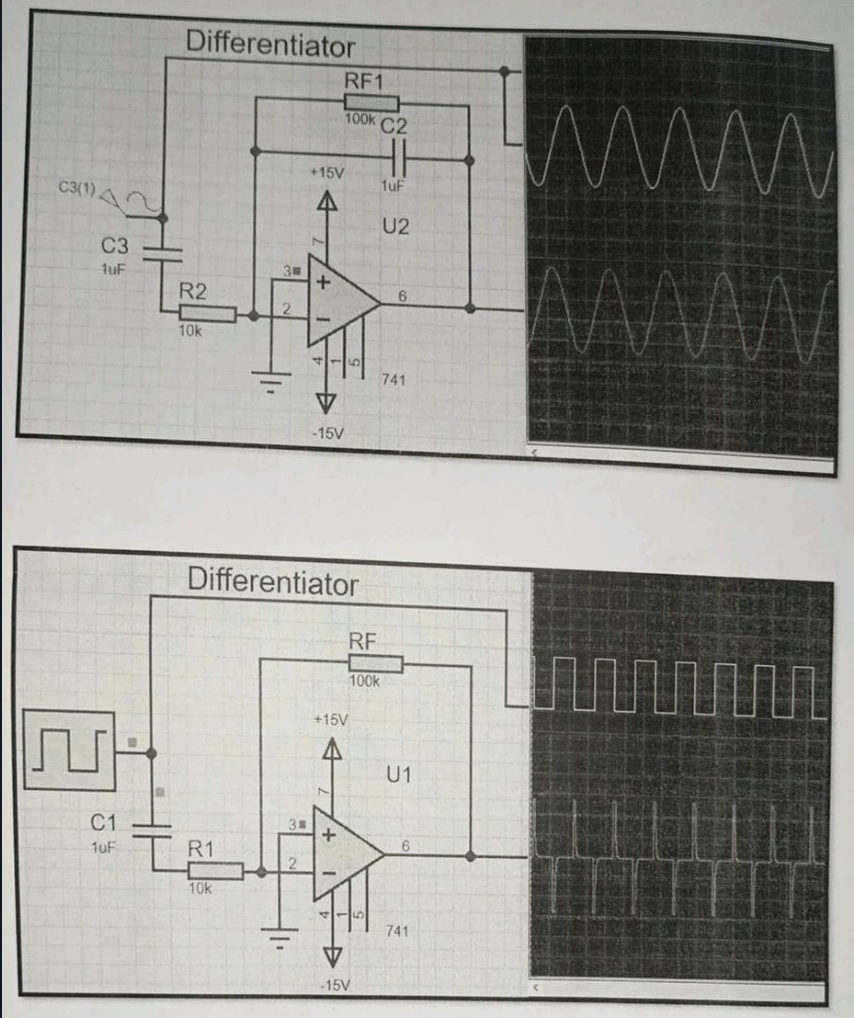 Differentiator
RF1
100k
C2
1uF
+15V
C3(1)
C3
1uF
R2
10k
U2
7
3
2
6
4
1
5
741
-15V
Differentiator
RF
100k
+15V
U1
7
C1
1uF
R1
10k
3
2
6
4
1
5
741
-15V